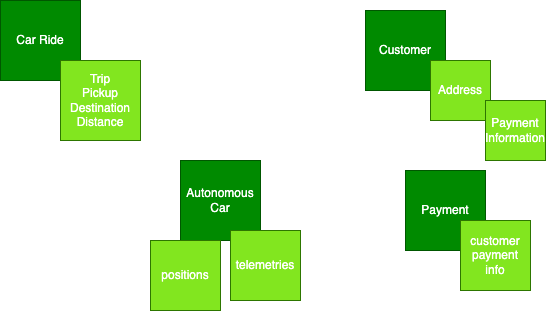 Car Ride
Trip
Pickup
Destination
Distance
Customer
Address
Payment
Information
Autonomous
Car
positions
telemetries
Payment
customer
payment
info